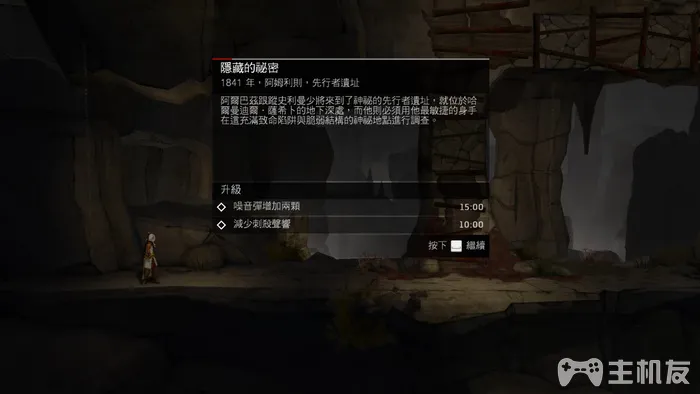 隱藏的祕密
1841 年，阿姆利則，先行者遺址
阿爾巴茲跟蹤史利曼少將來到了神祕的先行者遺址，就位於哈
爾曼迪爾·薩希卜的地下深處，而他則必須用他最敏捷的身手
在這充滿致命陷阱與脆弱結構的神祕地點進行調查。
升級
噪音彈增加兩顆 15:00
減少刺殺聲響 10:00
按下 繼續
主机友